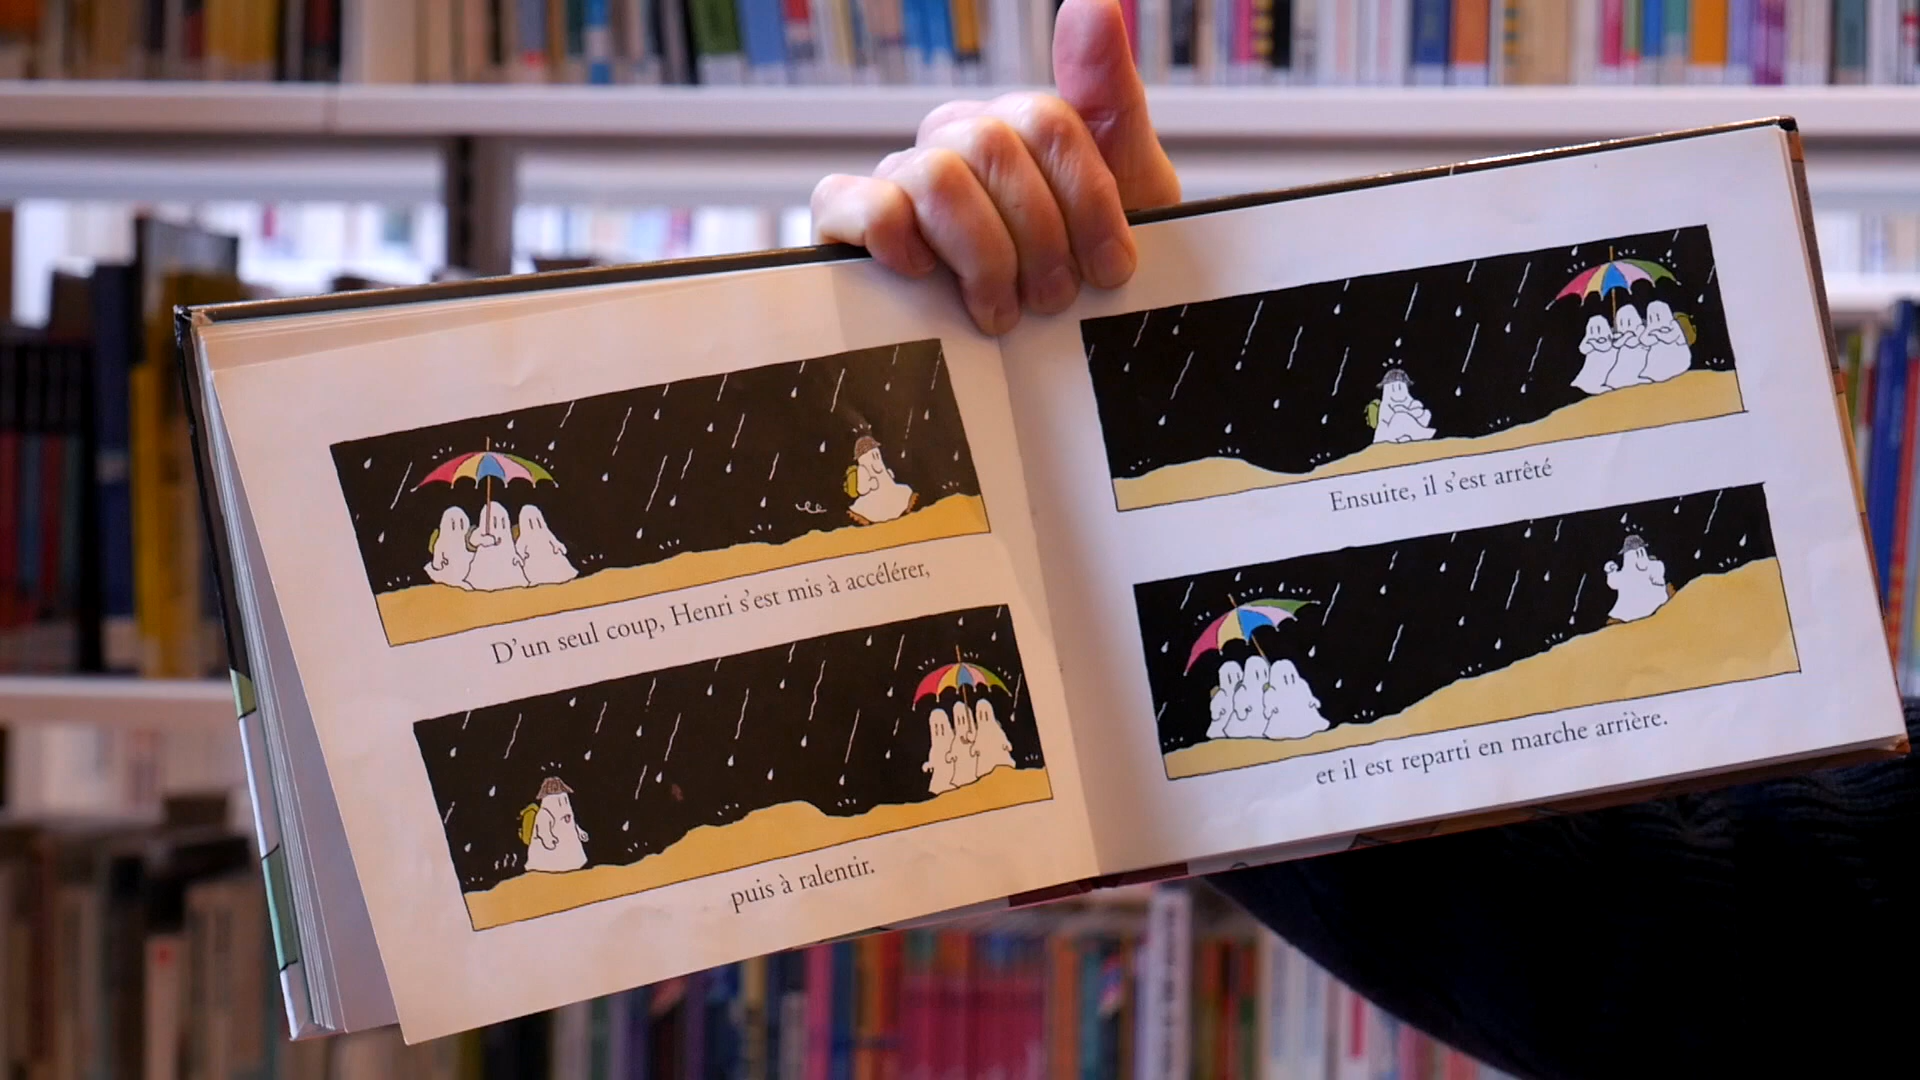 D'un seul coup, Henri s'est mis à accélérer,
puis à ralentir.
Ensuite, il s'est arrêté
et il est reparti en marche arrière.